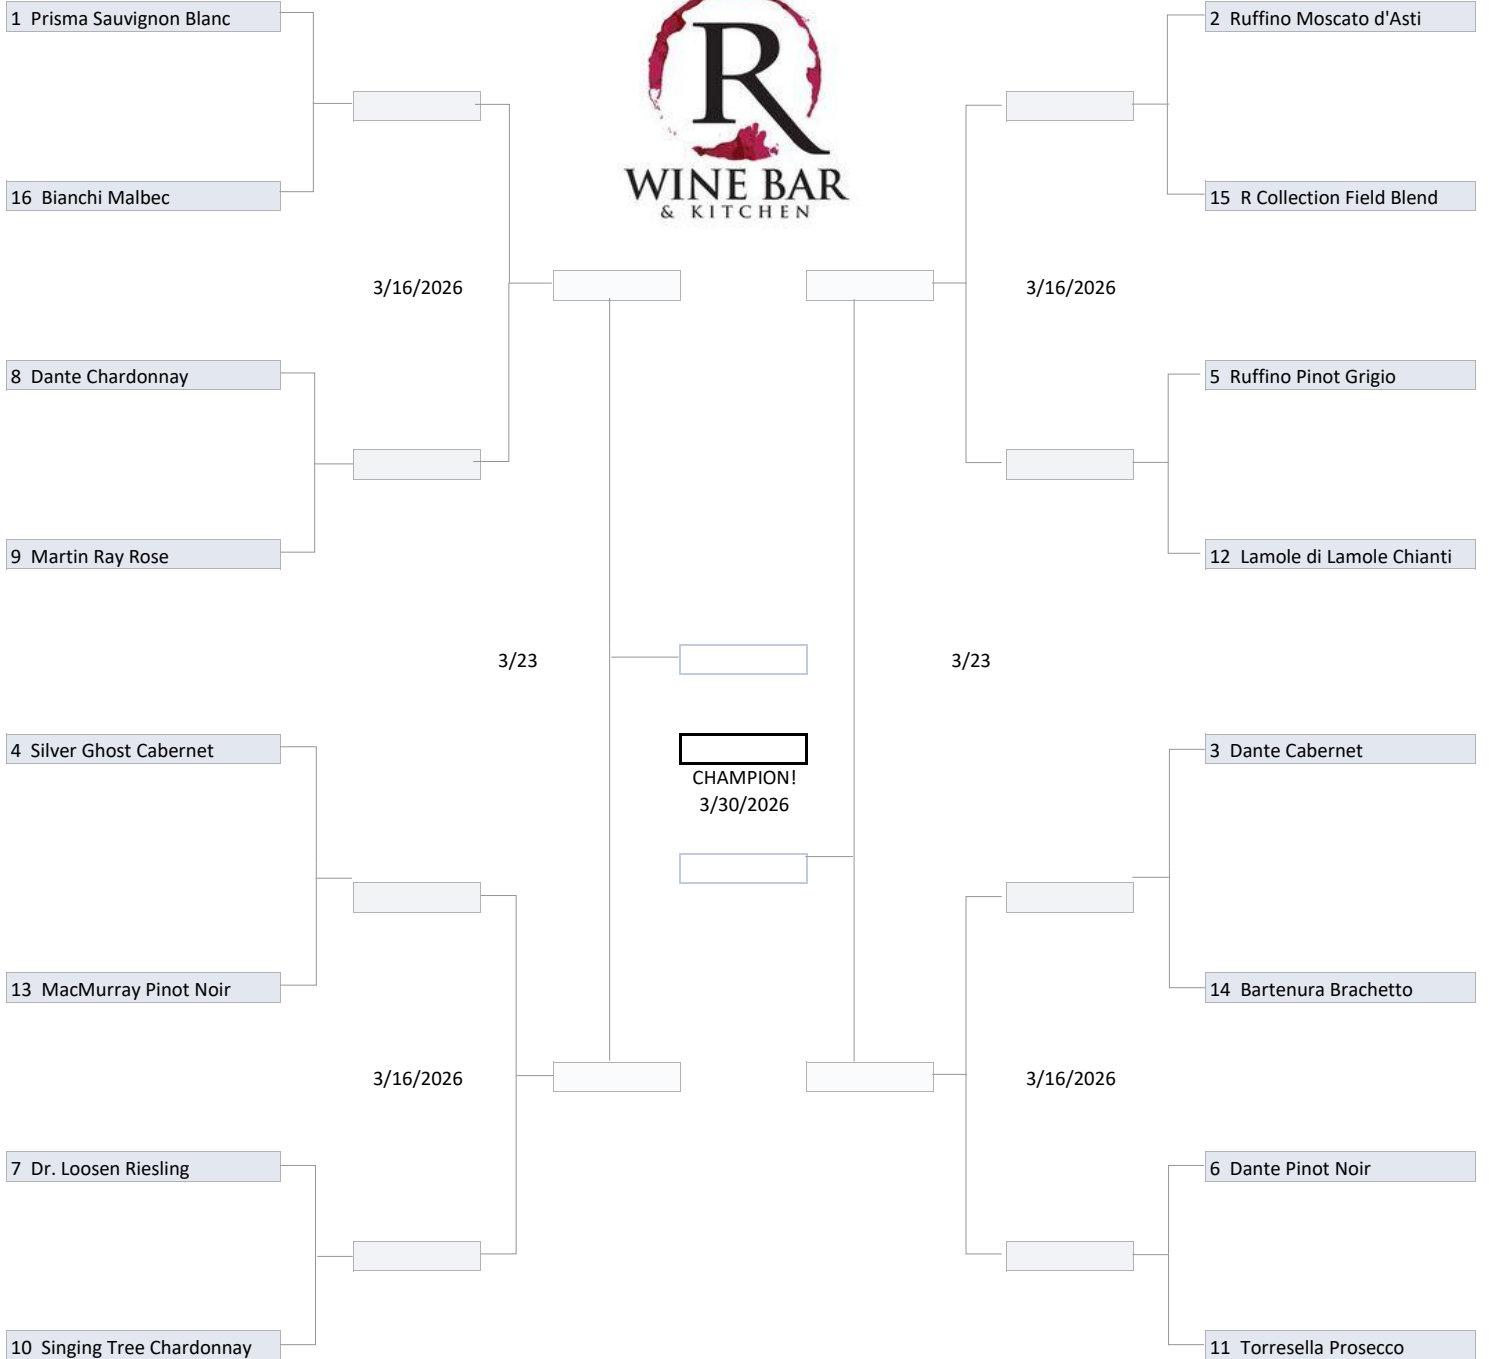 1 Prisma Sauvignon Blanc
2 Ruffino Moscato d'Asti
R
WINE BAR
& KITCHEN
16 Bianchi Malbec
15 R Collection Field Blend
3/16/2026
3/16/2026
8 Dante Chardonnay
5 Ruffino Pinot Grigio
9 Martin Ray Rose
12 Lamole di Lamole Chianti
3/23
3/23
4 Silver Ghost Cabernet
3 Dante Cabernet
CHAMPION!
3/30/2026
13 MacMurray Pinot Noir
14 Bartenura Brachetto
3/16/2026
3/16/2026
7 Dr. Loosen Riesling
6 Dante Pinot Noir
10 Singing Tree Chardonnay
11 Torresella Prosecco